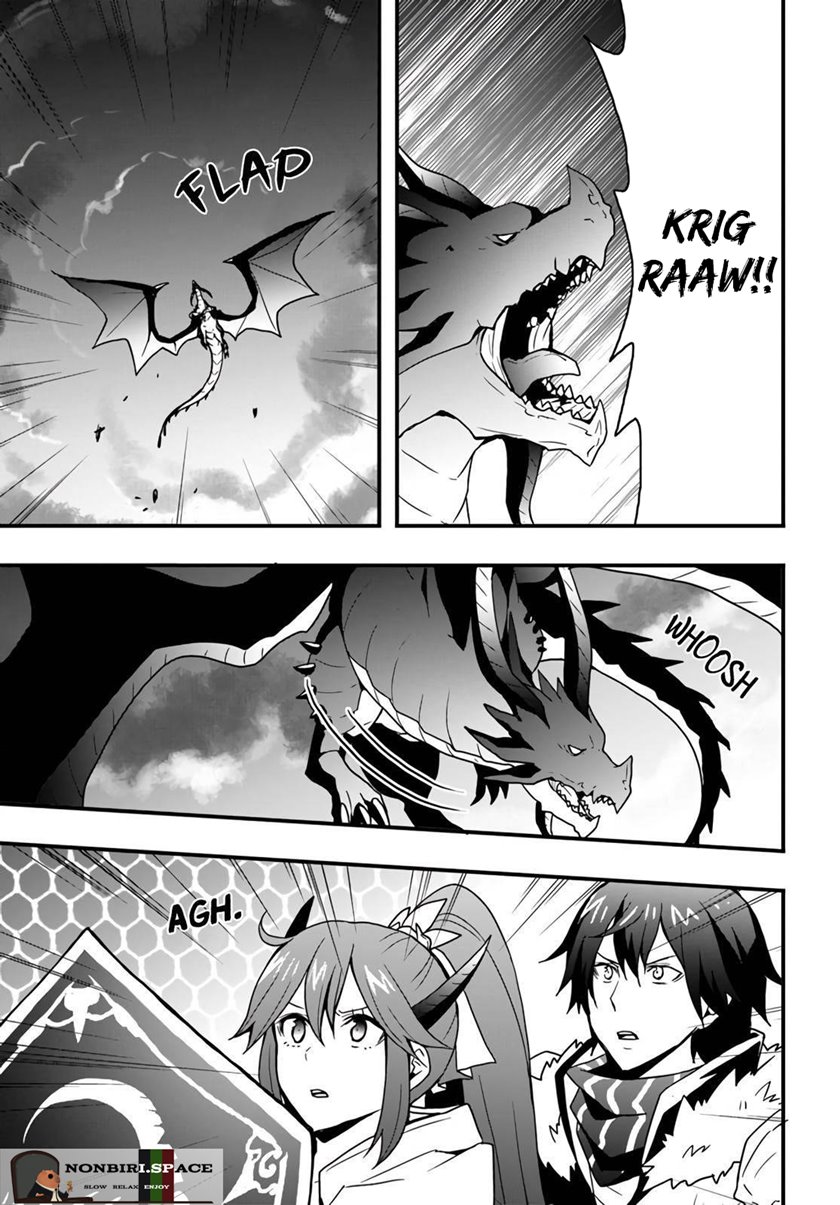 KRIG
RAAW!!
FLAP
WHOOSH
AGH.
NONBIRI.SPACE
SLOW RELAX ENJOY